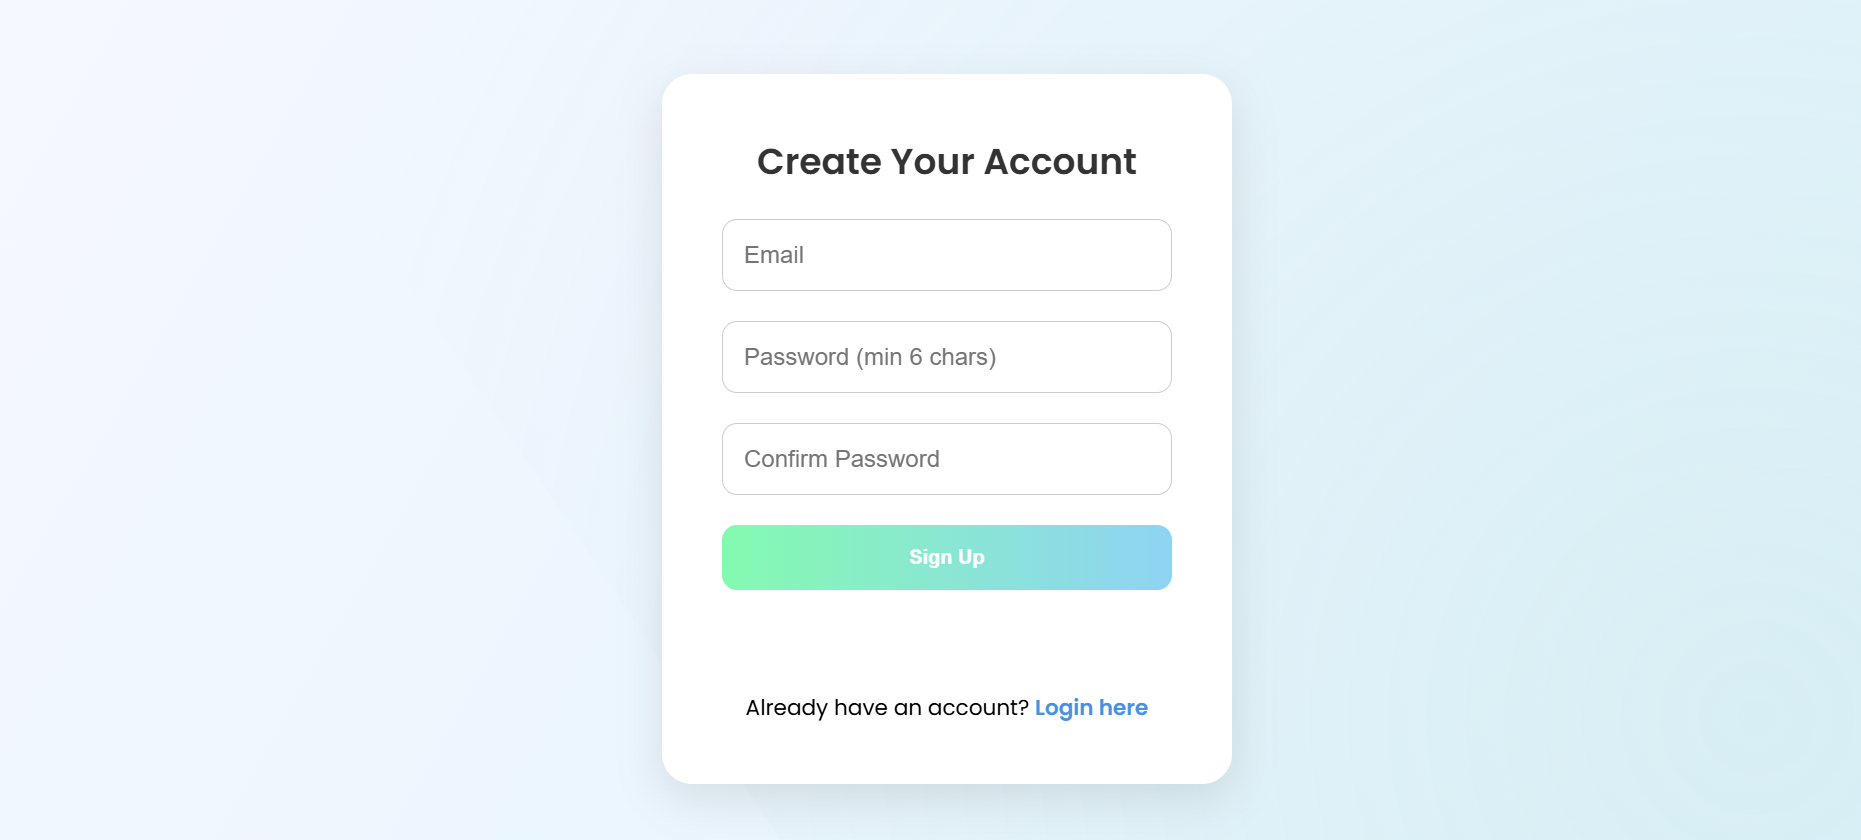 Create Your Account
Email
Password (min 6 chars)
Confirm Password
Sign Up
Already have an account? Login here